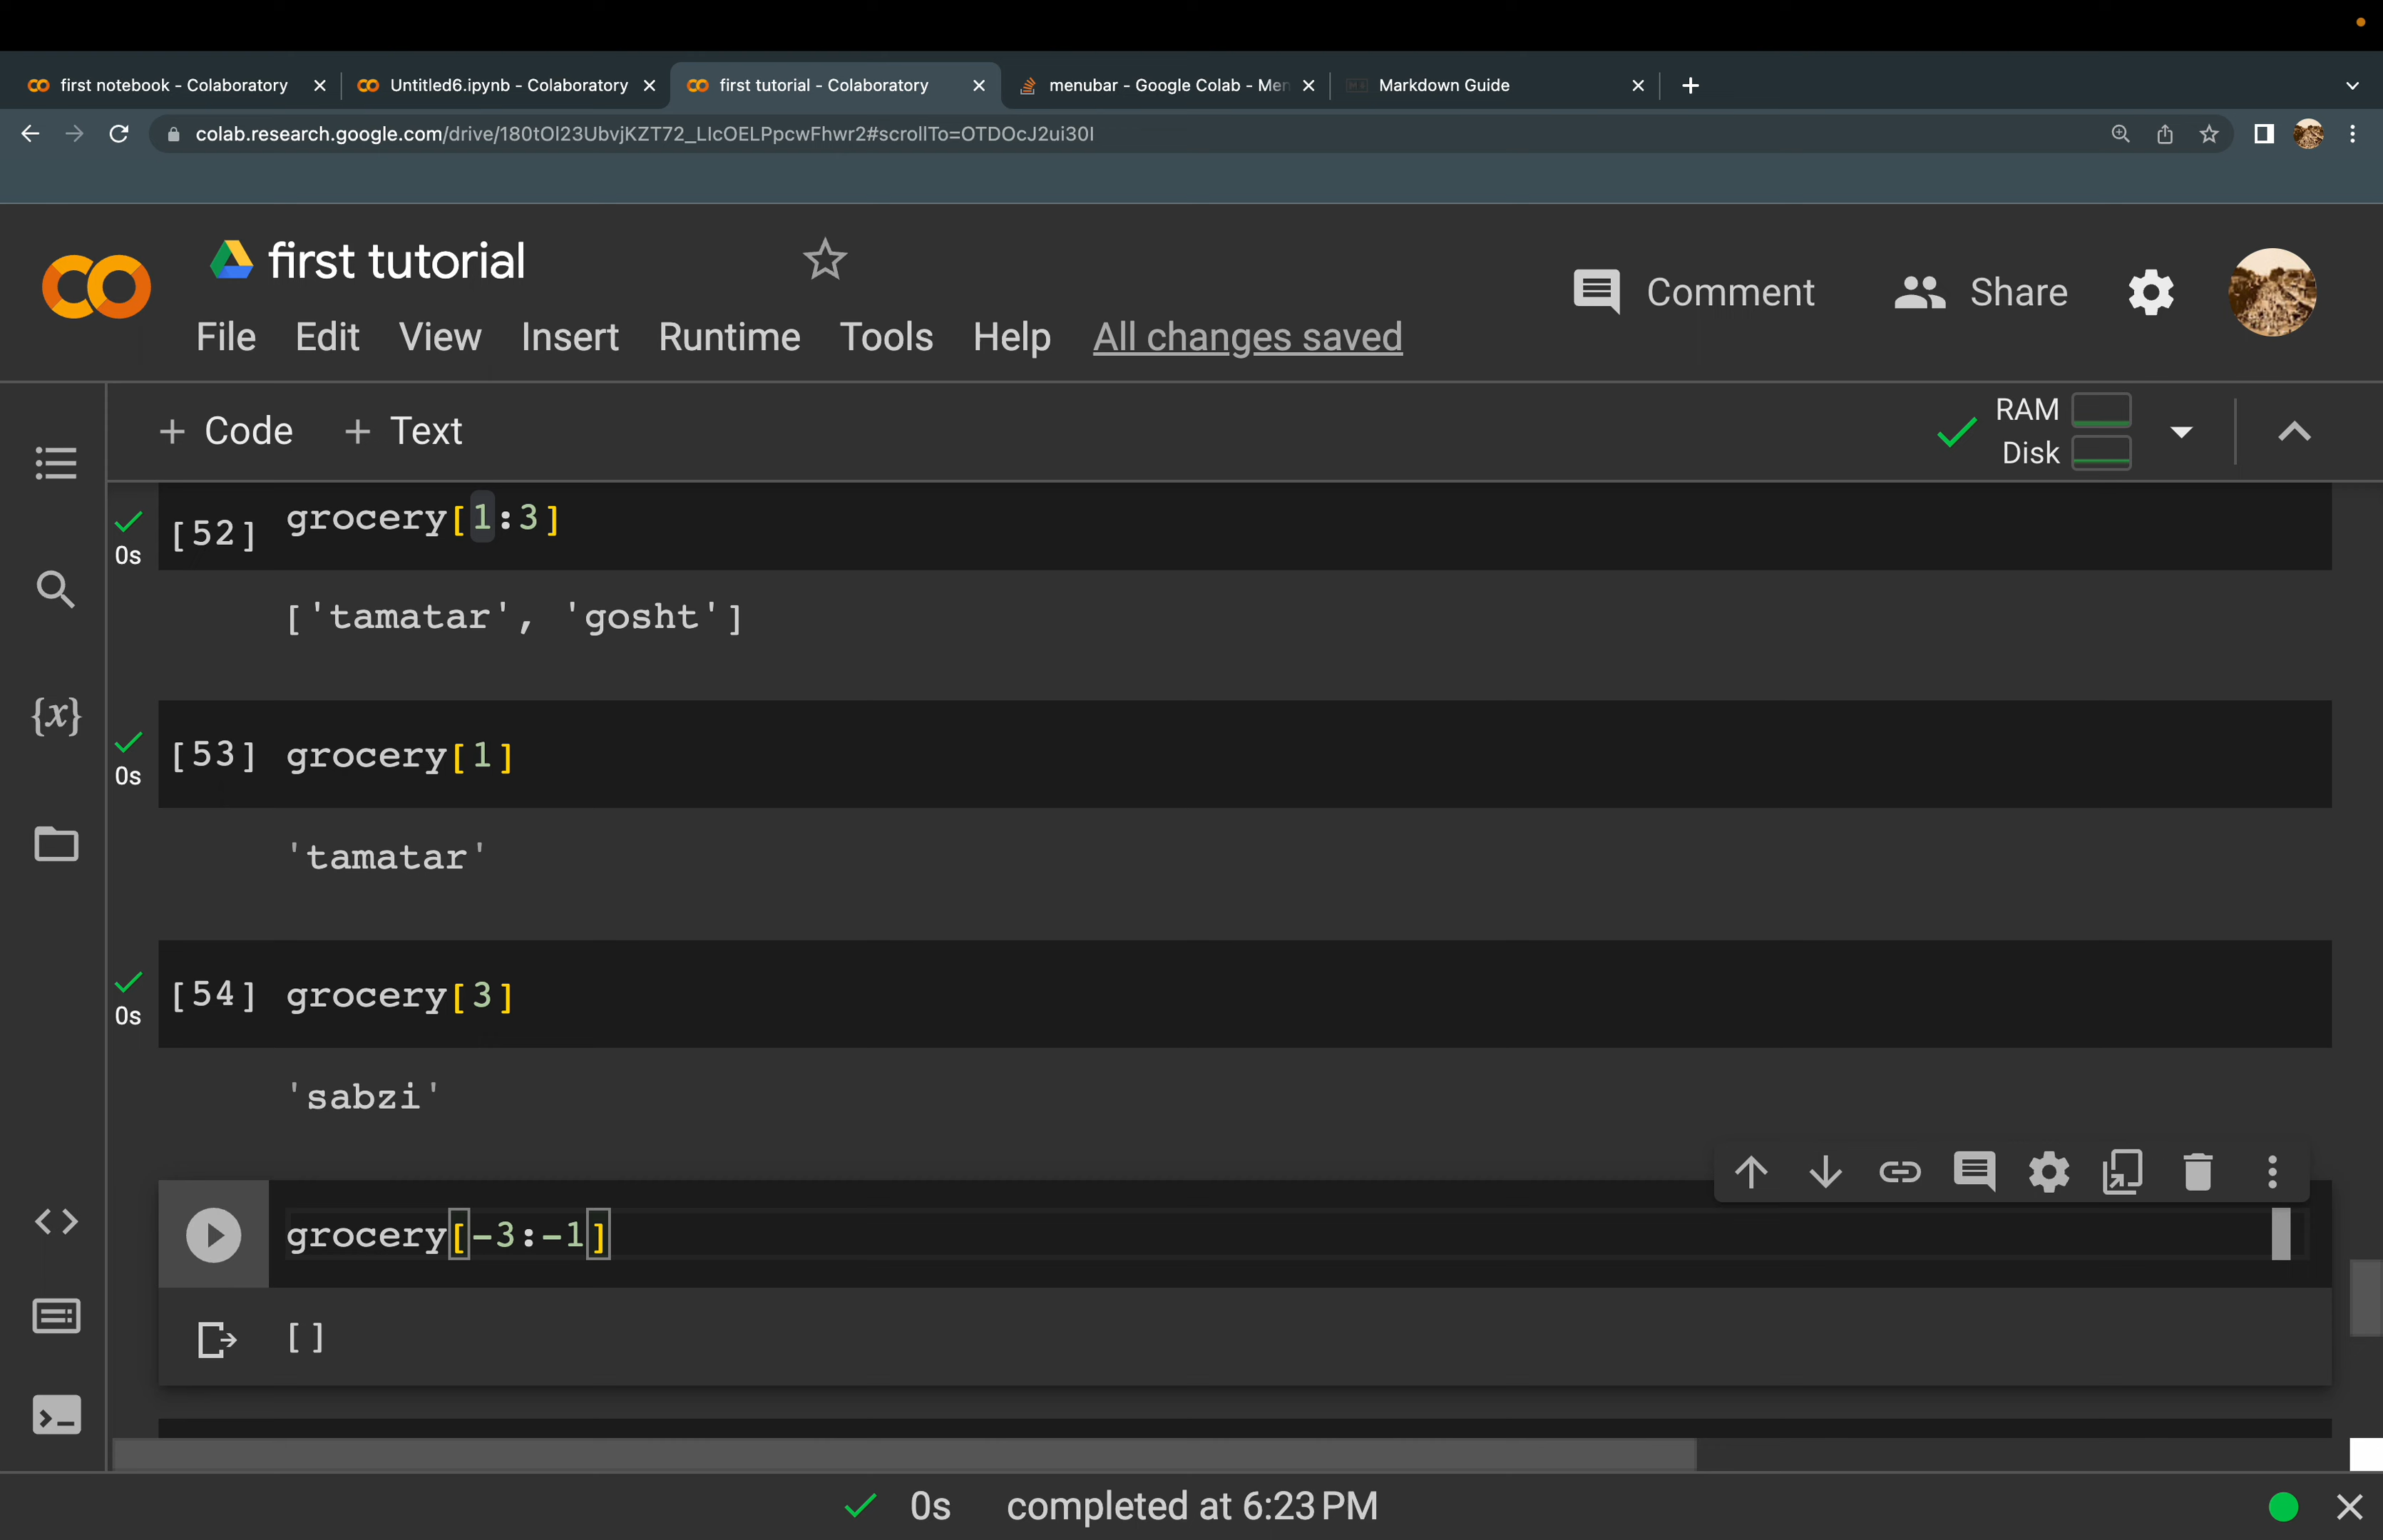 first notebook - Colaboratory
Untitled6.ipynb - Colaboratory
first tutorial - Colaboratory
menubar - Google Colab - Men
Markdown Guide
colab.research.google.com/drive/
first tutorial
Comment
Share
File Edit View Insert Runtime Tools Help All changes saved
+ Code + Text
RAM
Disk
0s
[52] grocery[1:3]
['tamatar', 'gosht']
0s
[53] grocery[1]
'tamatar'
0s
[54] grocery[3]
'sabzi'
{x}
grocery[-3:-1]
[]
0s completed at 6:23 PM